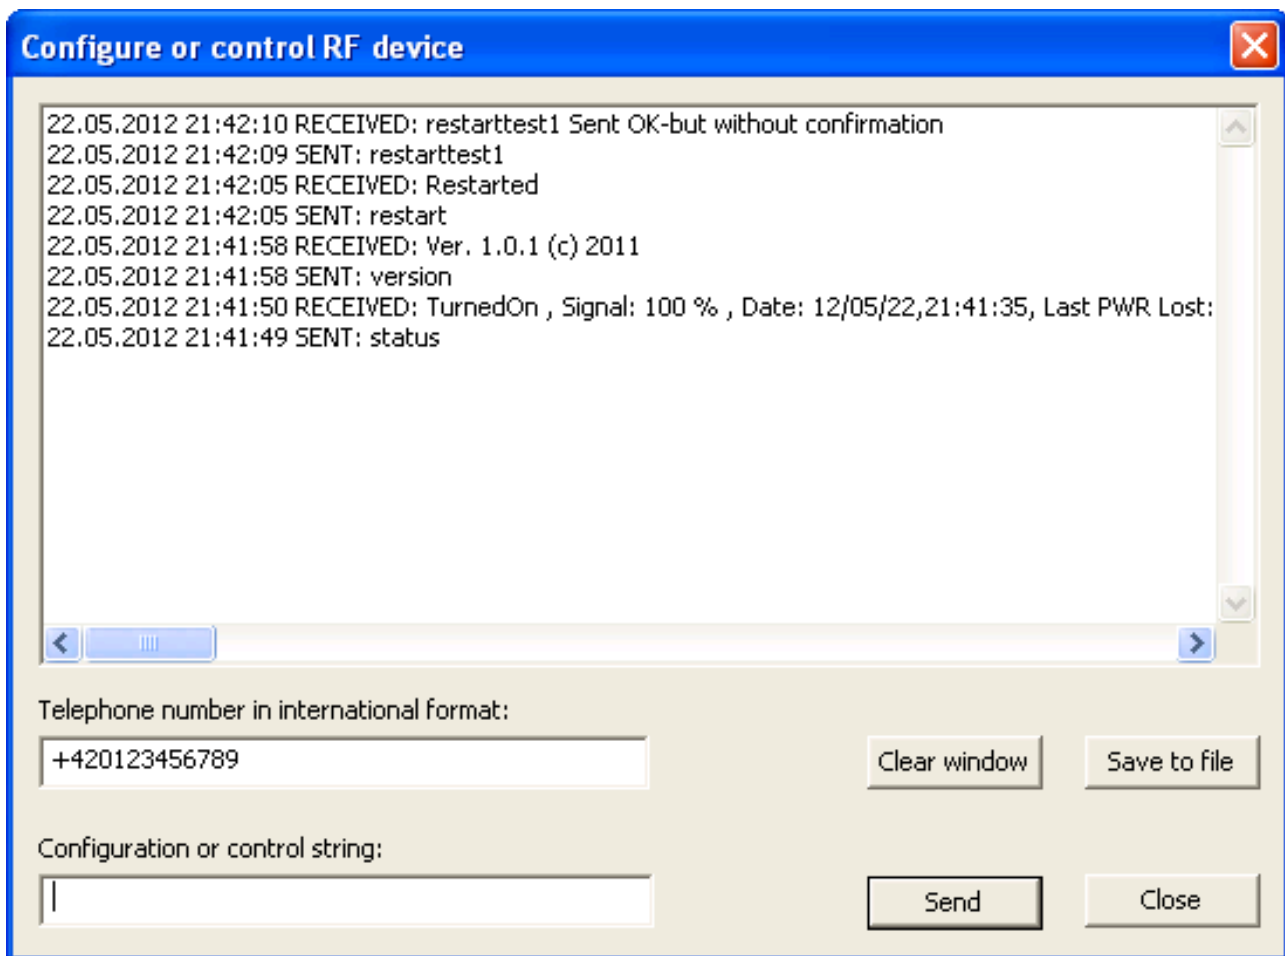 Configure or control RF device
22.05.2012 21:42:10 RECEIVED: restarttest1 Sent OK-but without confirmation
22.05.2012 21:42:09 SENT: restarttest1
22.05.2012 21:42:05 RECEIVED: Restarted
22.05.2012 21:42:05 SENT: restart
22.05.2012 21:41:58 RECEIVED: Ver. 1.0.1 (c) 2011
22.05.2012 21:41:58 SENT: version
22.05.2012 21:41:50 RECEIVED: TurnedOn , Signal: 100 % , Date: 12/05/22,21:41:35, Last PWR Lost:
22.05.2012 21:41:49 SENT: status
Telephone number in international format:
+420123456789
Clear window
Save to file
Configuration or control string:
Send
Close